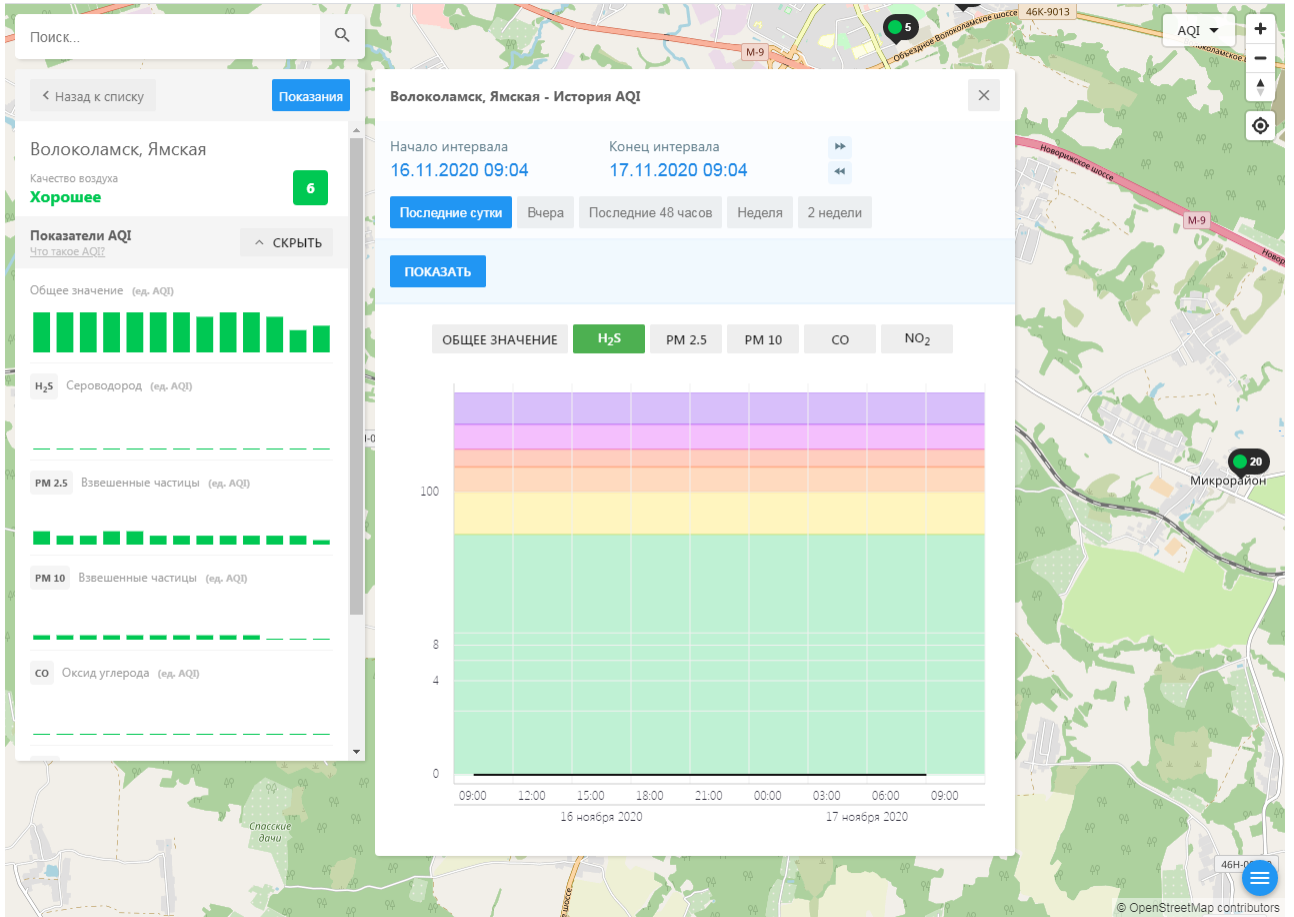 Поиск...
46К-9013
5
AQI
М-9
Объездное Волоколамское шоссе
Назад к списку
Показания
Волоколамск, Ямская
Качество воздуха
Хорошее
6
Показатели AQI
Что такое AQI?
СКРЫТЬ
Общее значение (ед. AQI)
H2S Сероводород (ед. AQI)
PM 2.5 Взвешенные частицы (ед. AQI)
PM 10 Взвешенные частицы (ед. AQI)
CO Оксид углерода (ед. AQI)
Волоколамск, Ямская - История AQI
Начало интервала
16.11.2020 09:04
Конец интервала
17.11.2020 09:04
Последние сутки
Вчера
Последние 48 часов
Неделя
2 недели
ПОКАЗАТЬ
ОБЩЕЕ ЗНАЧЕНИЕ
H2S
PM 2.5
PM 10
CO
NO2
100
8
4
0
09:00 12:00 15:00 18:00 21:00 00:00 03:00 06:00 09:00
16 ноября 2020 17 ноября 2020
Новорижское шоссе
М-9
20
Микрорайон
Спасские
дачи
© OpenStreetMap contributors